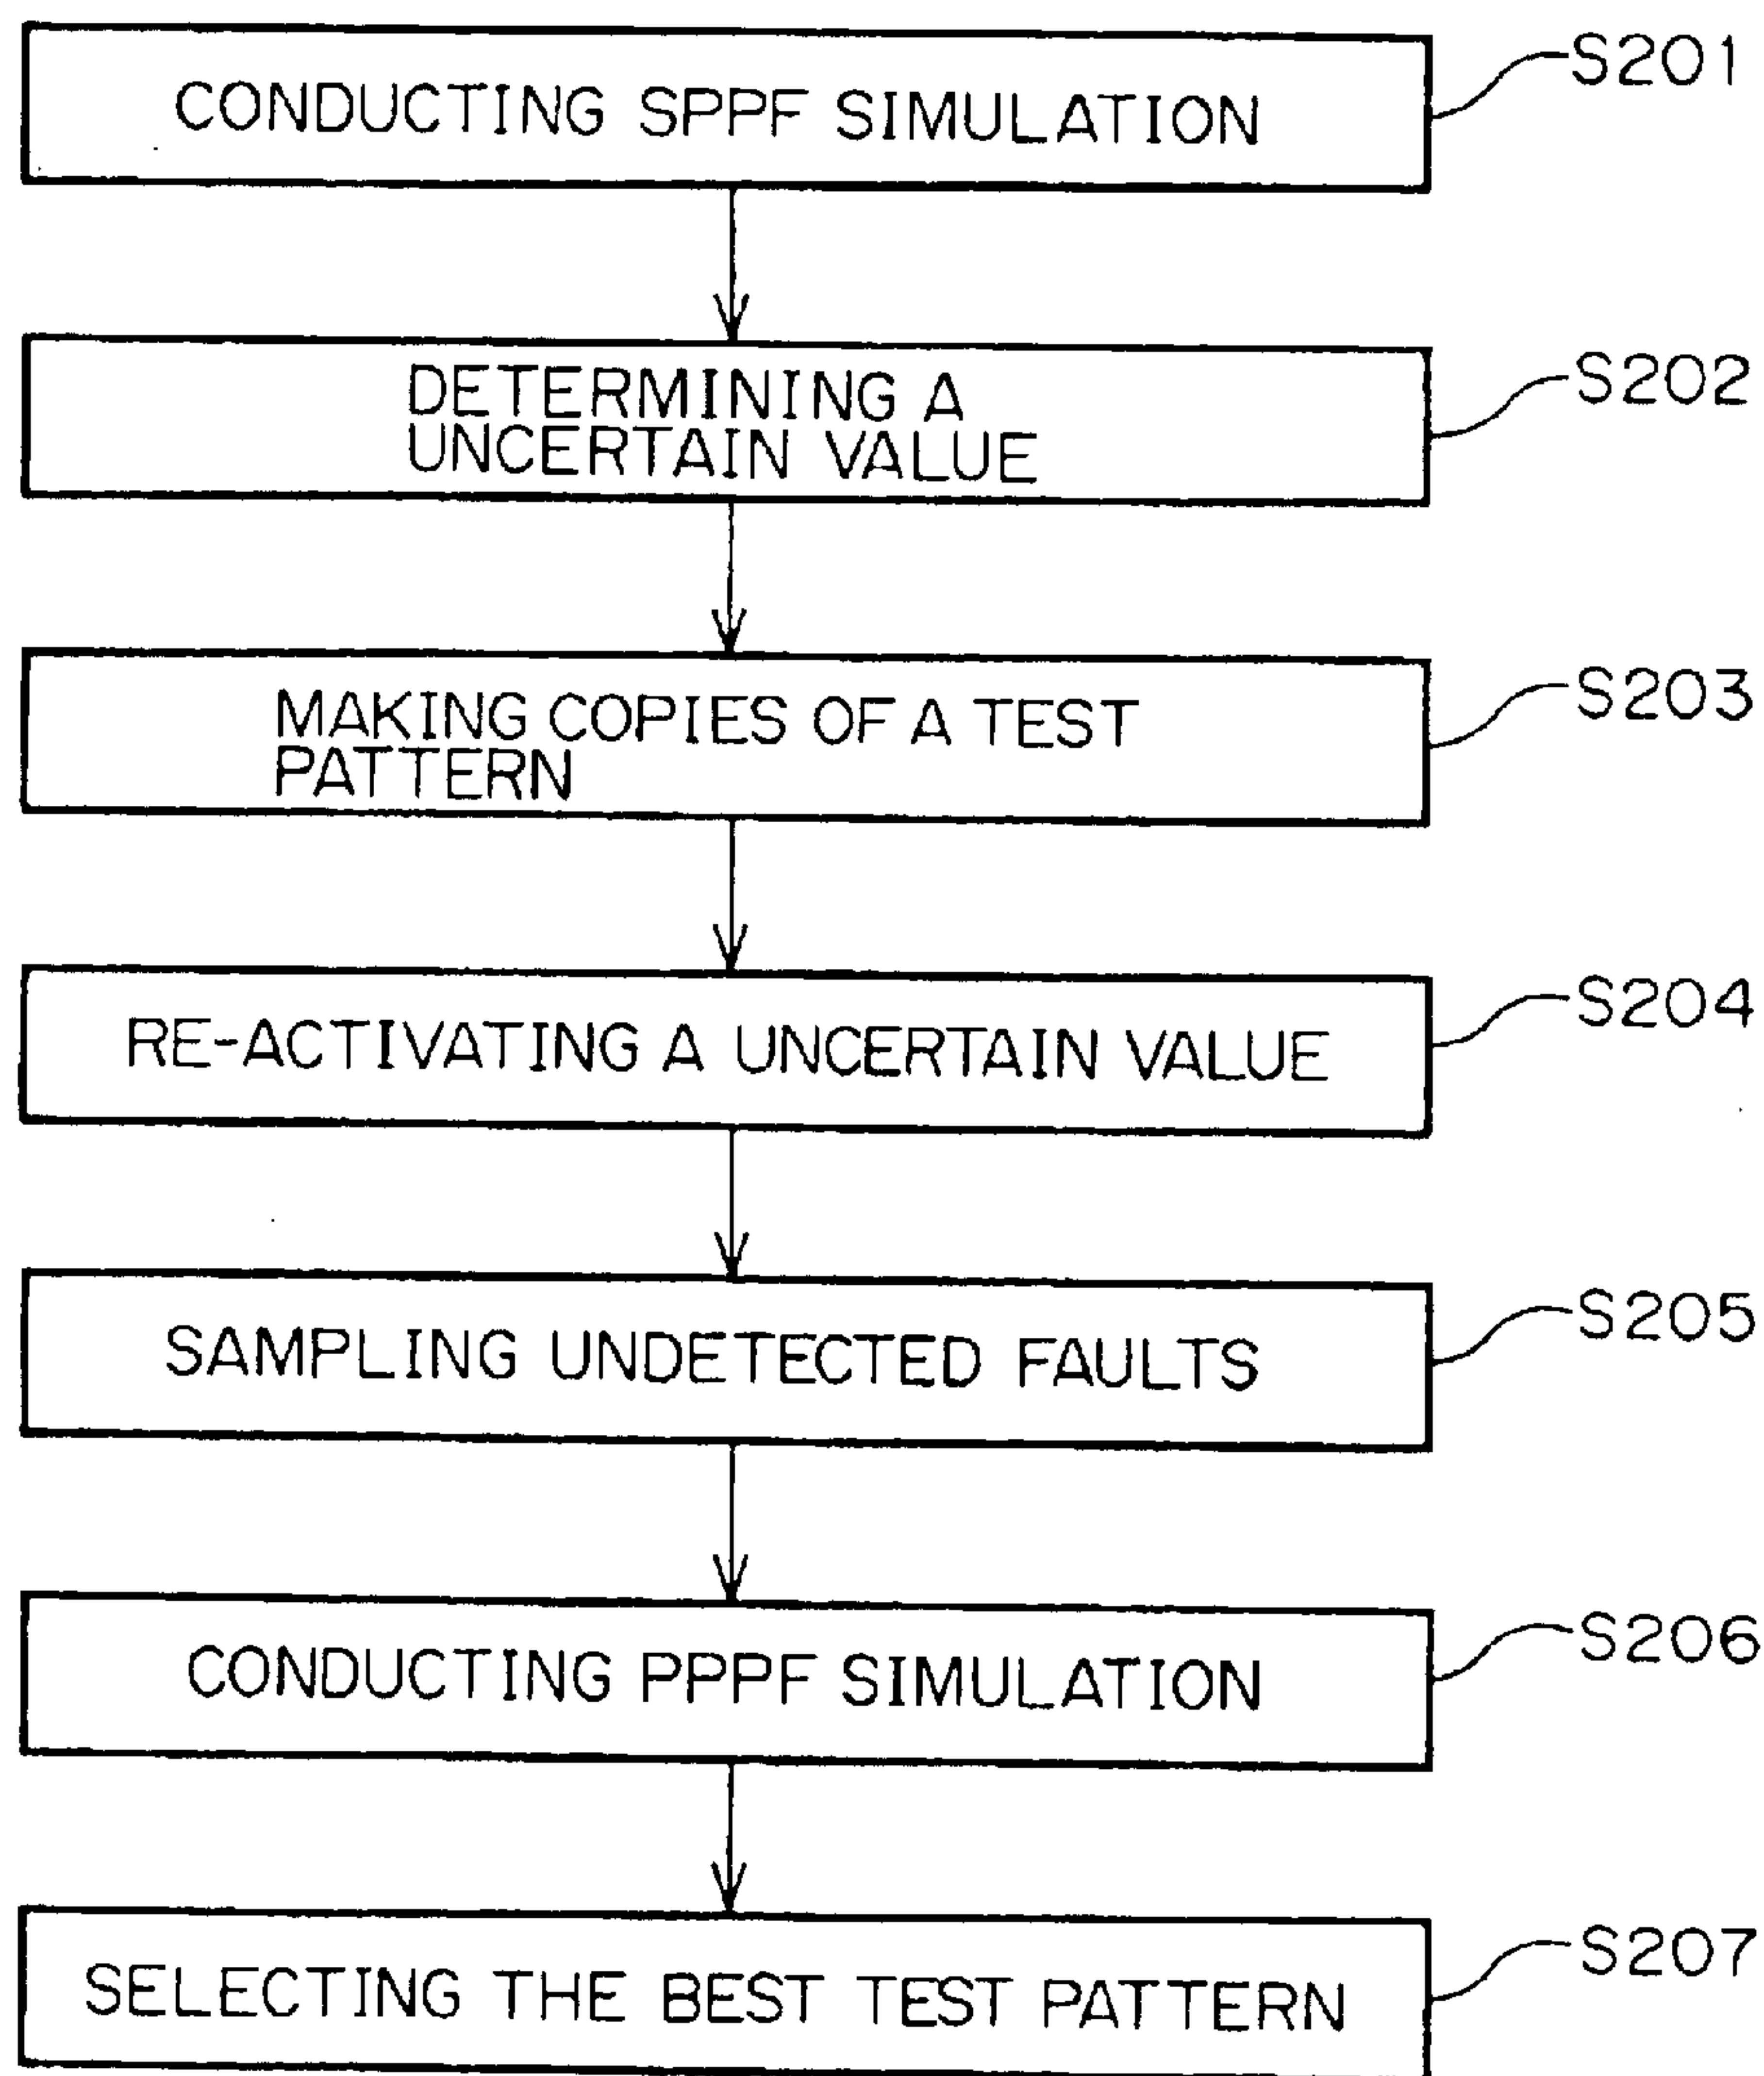 CONDUCTING SPPF SIMULATION
S201
DETERMINING A
UNCERTAIN VALUE
S202
MAKING COPIES OF A TEST
PATTERN
S203
RE-ACTIVATING A UNCERTAIN VALUE
S204
SAMPLING UNDETECTED FAULTS
S205
CONDUCTING PPPF SIMULATION
S206
SELECTING THE BEST TEST PATTERN
S207